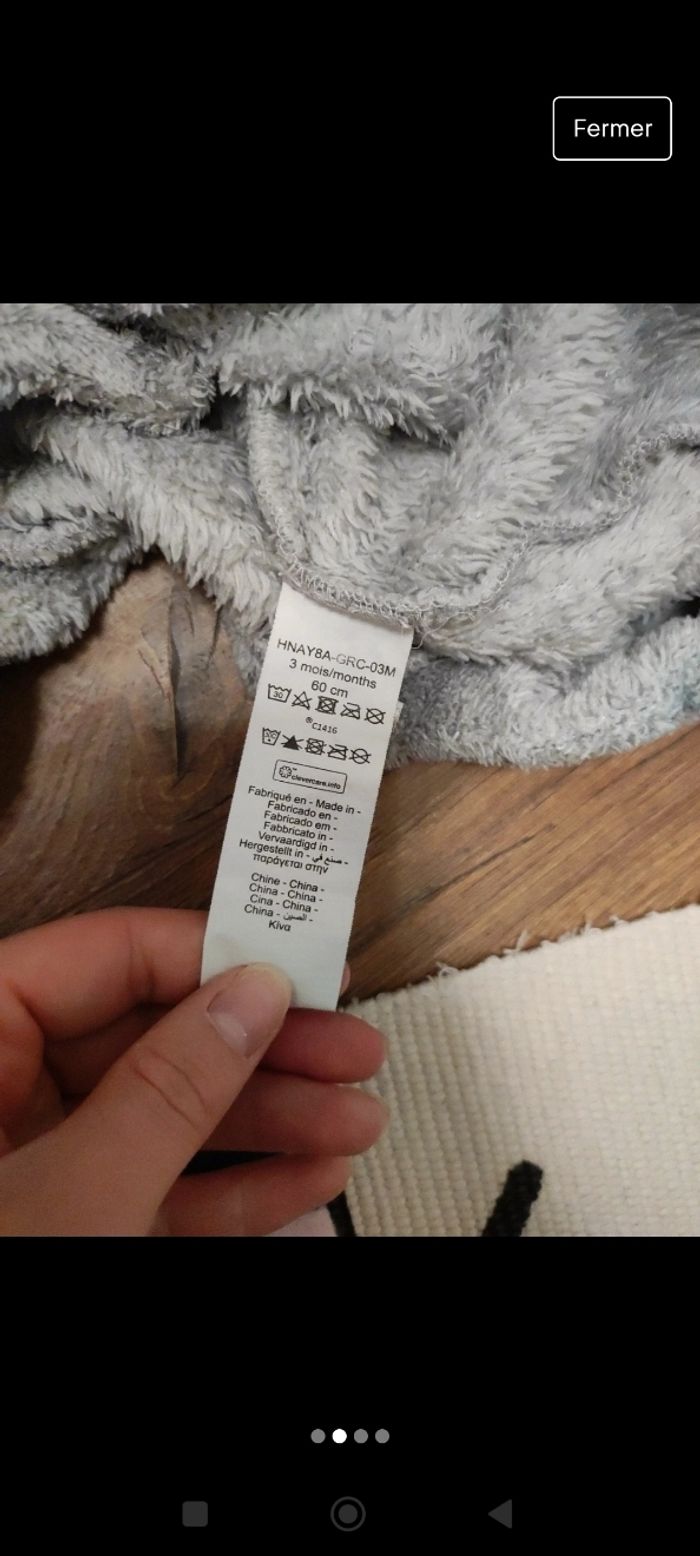 Fermer
HNAY8A-GRC-03M
3 mois/months
60 cm
30
®C1416
clevercare.info
Fabriqué en - Made in -
Fabricado en -
Fabricado em -
Fabbricato in -
Vervaardigd in -
Hergestellt in - صنع في -
παράγεται στην
Chine - China -
China - China -
Cina - China -
China - الصين -
Κίνα